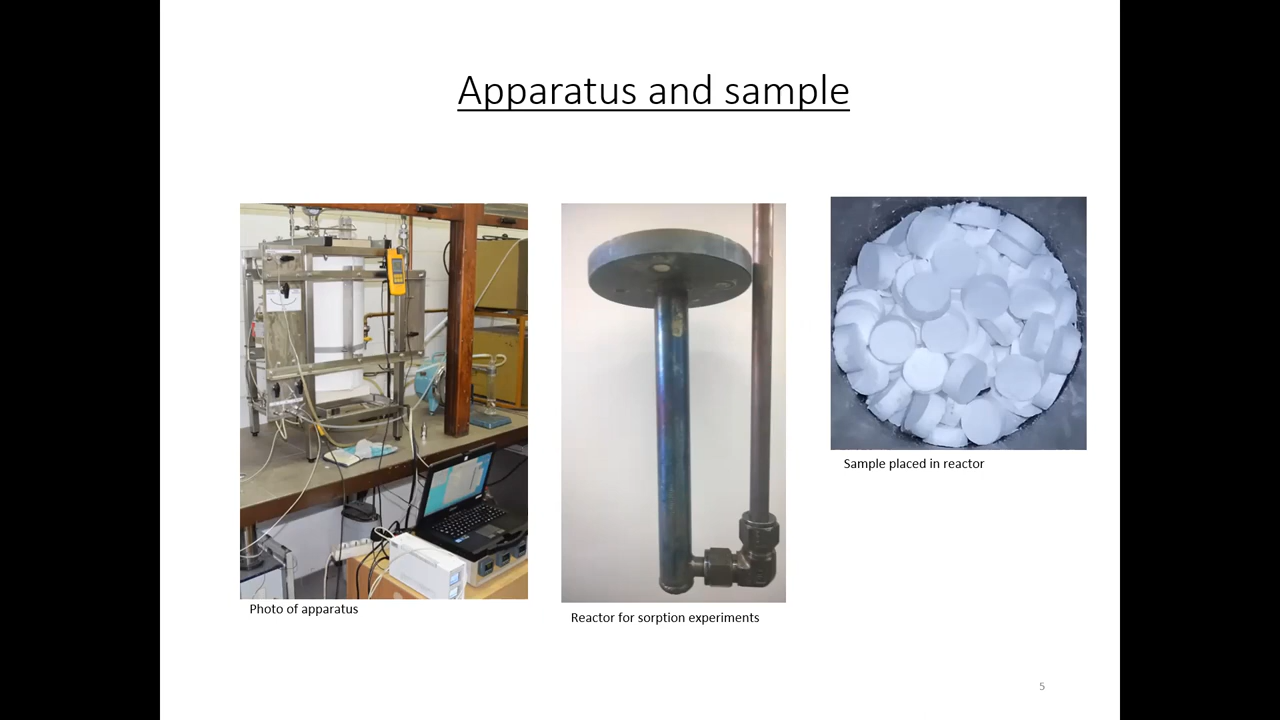 Apparatus and sample
Sample placed in reactor
Photo of apparatus
Reactor for sorption experiments
5